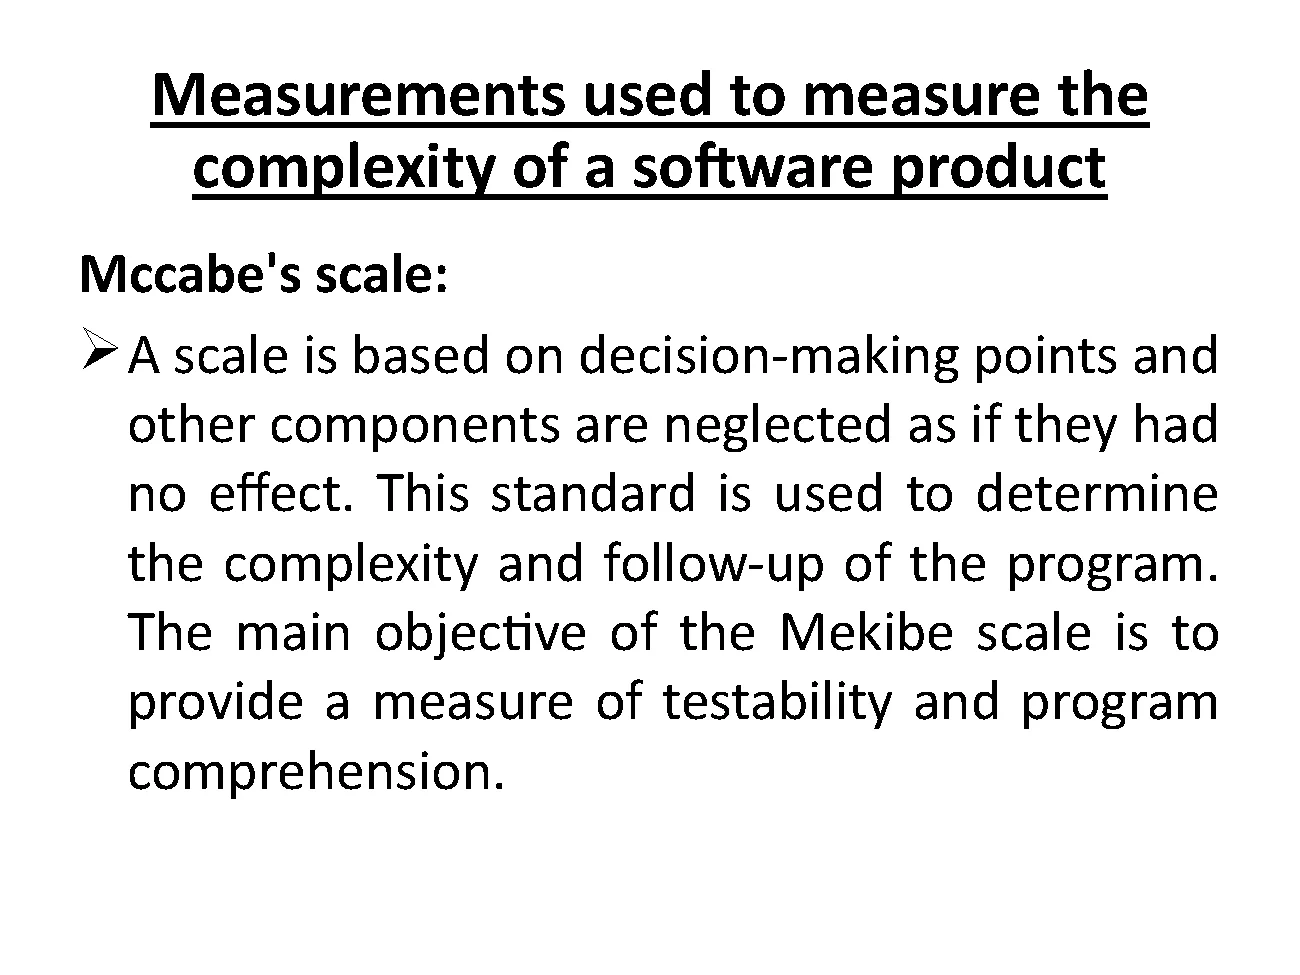 Measurements used to measure the
complexity of a software product
Mccabe's scale:
➢A scale is based on decision-making points and
other components are neglected as if they had
no effect. This standard is used to determine
the complexity and follow-up of the program.
The main objective of the Mekibe scale is to
provide a measure of testability and program
comprehension.